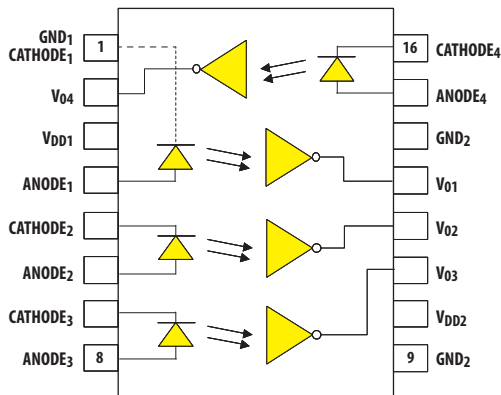 GND1
CATHODE1
1
16
CATHODE4
V04
ANODE4
VDD1
GND2
ANODE1
V01
CATHODE2
V02
ANODE2
V03
CATHODE3
VDD2
ANODE3
8
9
GND2